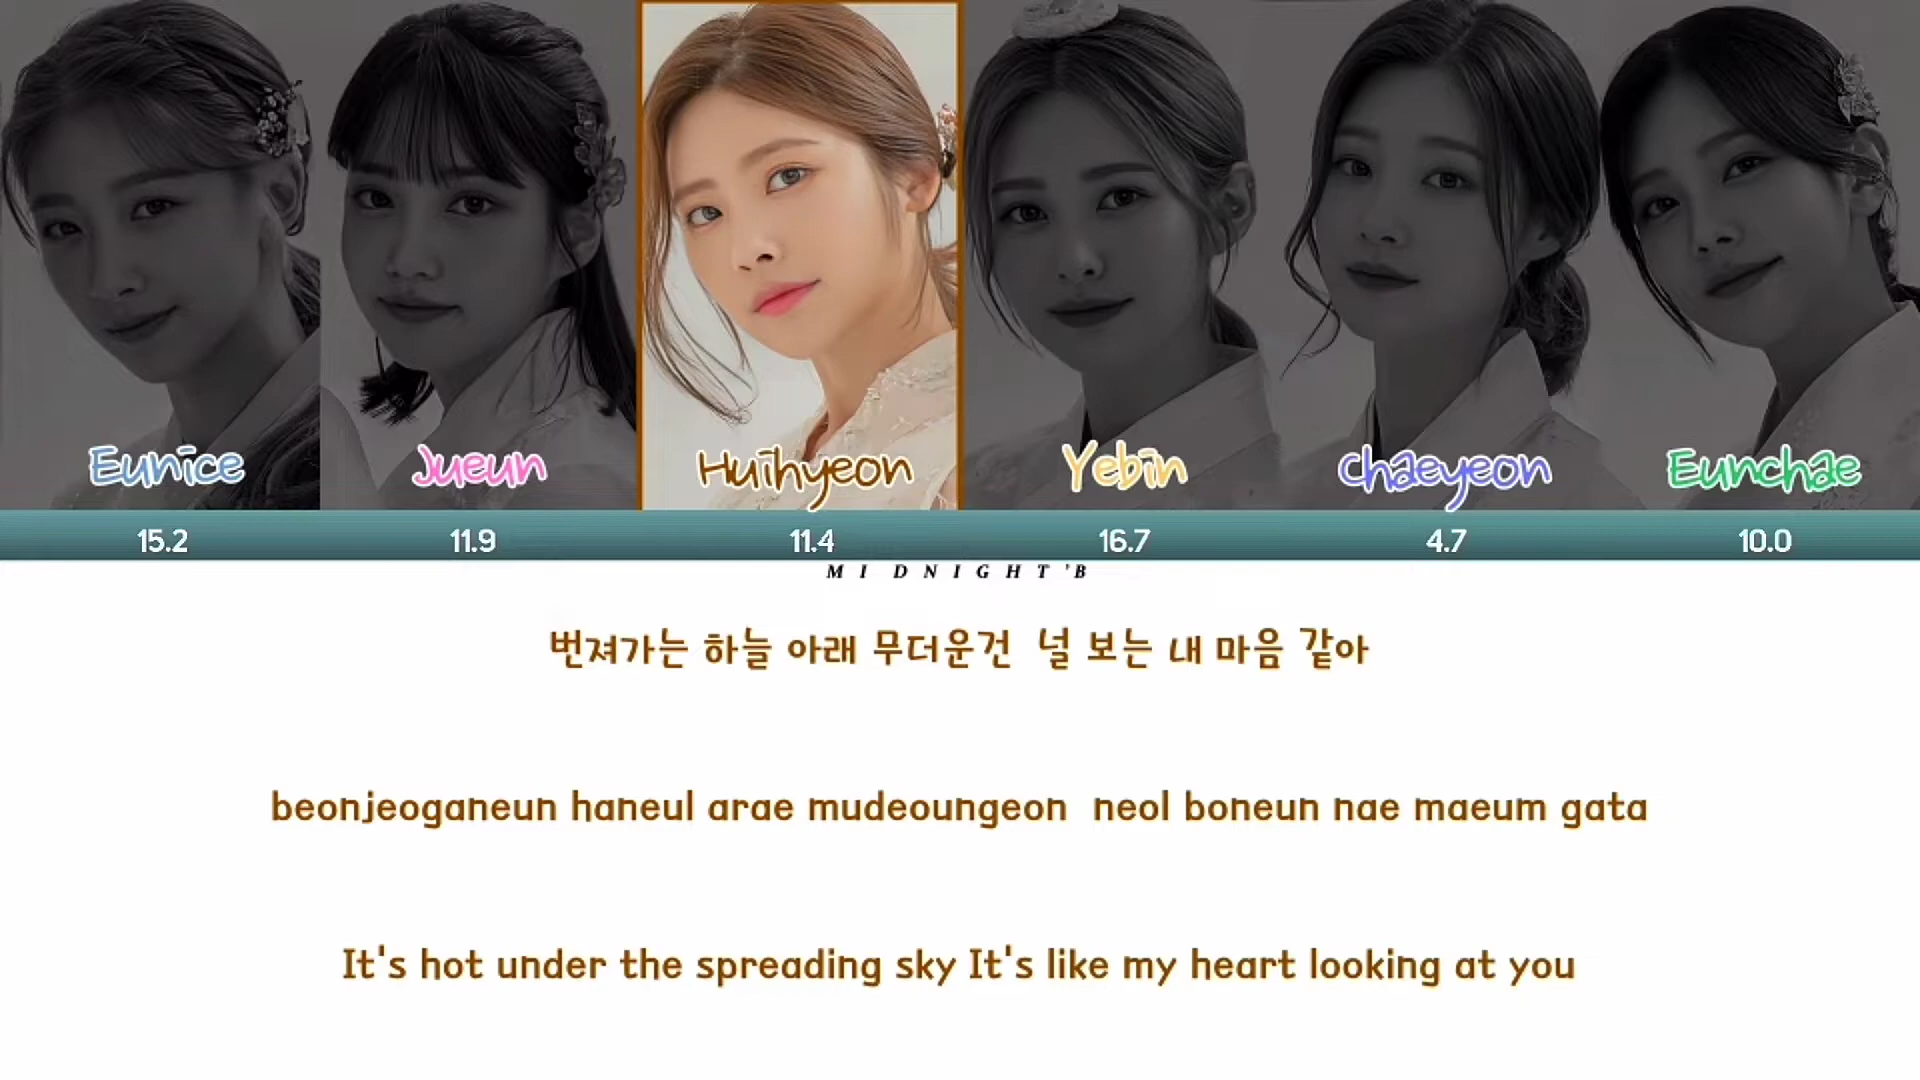 Eunice Jueun Huihyeon Yebin Chaeyeon Eunchae
15.2 11.9 11.4 16.7 4.7 10.0
MIDNIGHT'B
번져가는 하늘 아래 무더운건 널 보는 내 마음 같아
beonjeoganeun haneul arae mudeoungeon neol boneun nae maeum gata
It's hot under the spreading sky It's like my heart looking at you